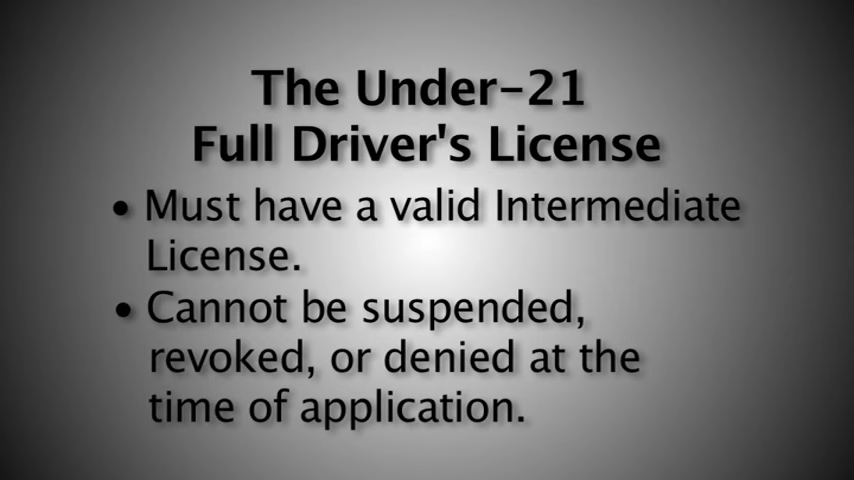 The Under-21
Full Driver's License
• Must have a valid Intermediate
License.
• Cannot be suspended,
revoked, or denied at the
time of application.